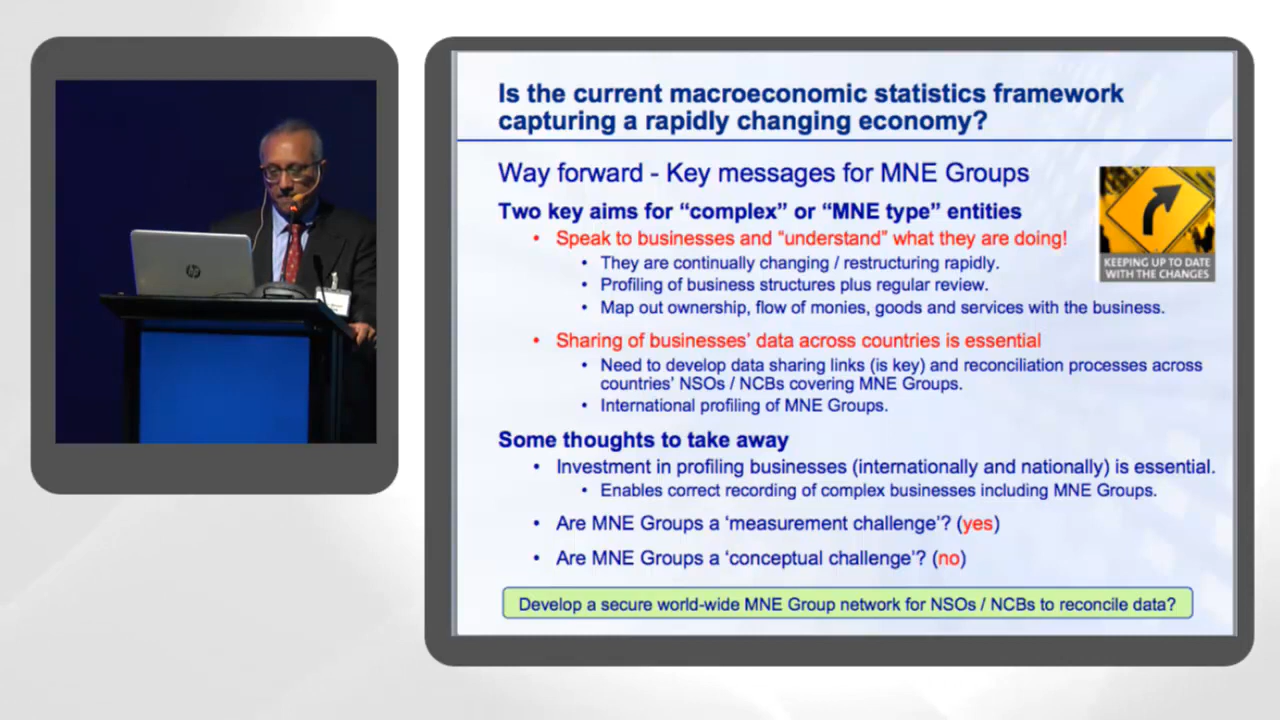 Is the current macroeconomic statistics framework
capturing a rapidly changing economy?
Way forward - Key messages for MNE Groups
Two key aims for “complex” or “MNE type” entities
• Speak to businesses and “understand” what they are doing!
• They are continually changing / restructuring rapidly.
• Profiling of business structures plus regular review.
• Map out ownership, flow of monies, goods and services with the business.
KEEPING UP TO DATE
WITH THE CHANGES
• Sharing of businesses’ data across countries is essential
• Need to develop data sharing links (is key) and reconciliation processes across
countries’ NSOs / NCBs covering MNE Groups.
• International profiling of MNE Groups.
Some thoughts to take away
• Investment in profiling businesses (internationally and nationally) is essential.
• Enables correct recording of complex businesses including MNE Groups.
• Are MNE Groups a ‘measurement challenge’? (yes)
• Are MNE Groups a ‘conceptual challenge’? (no)
Develop a secure world-wide MNE Group network for NSOs / NCBs to reconcile data?
hp